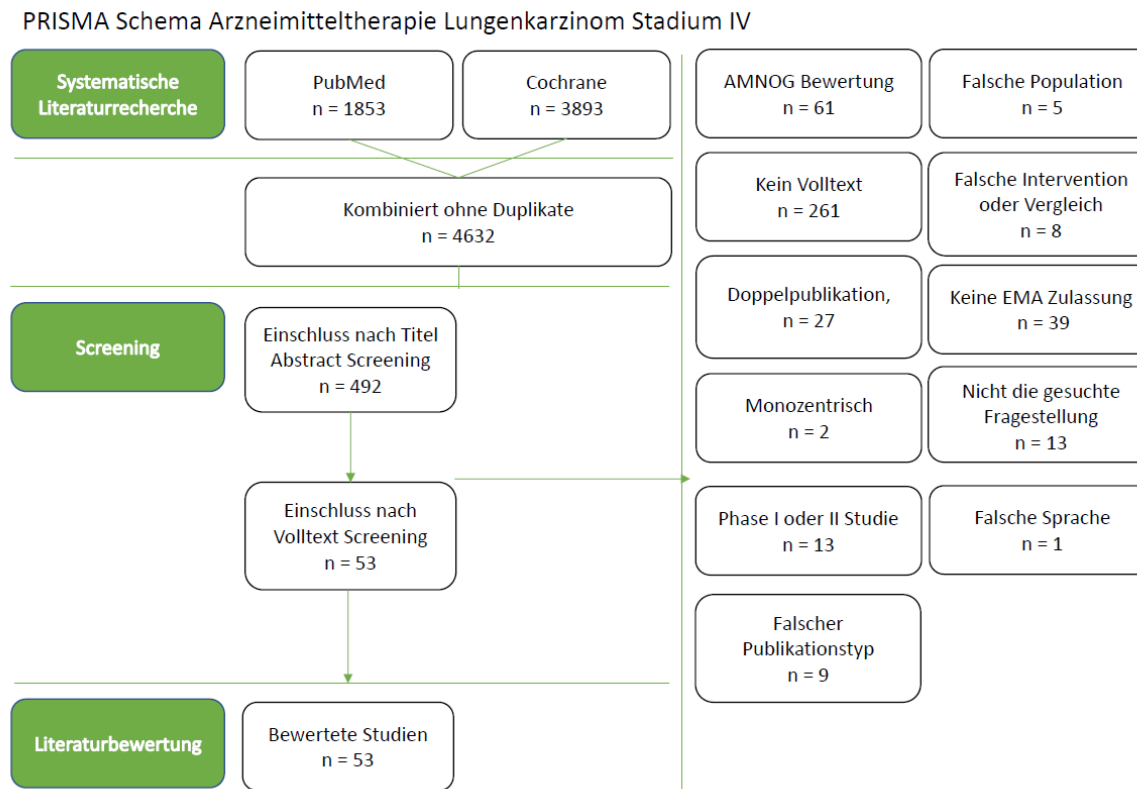 PRISMA Schema Arzneimitteltherapie Lungenkarzinom Stadium IV
Systematische
Literaturrecherche
PubMed
n = 1853
Cochrane
n = 3893
Kombiniert ohne Duplikate
n = 4632
Screening
Einschluss nach Titel
Abstract Screening
n = 492
Einschluss nach
Volltext Screening
n = 53
Literaturbewertung
Bewertete Studien
n = 53
AMNOG Bewertung
n = 61
Falsche Population
n = 5
Kein Volltext
n = 261
Falsche Intervention
oder Vergleich
n = 8
Doppelpublikation,
n = 27
Keine EMA Zulassung
n = 39
Monozentrisch
n = 2
Nicht die gesuchte
Fragestellung
n = 13
Phase I oder II Studie
n = 13
Falsche Sprache
n = 1
Falscher
Publikationstyp
n = 9